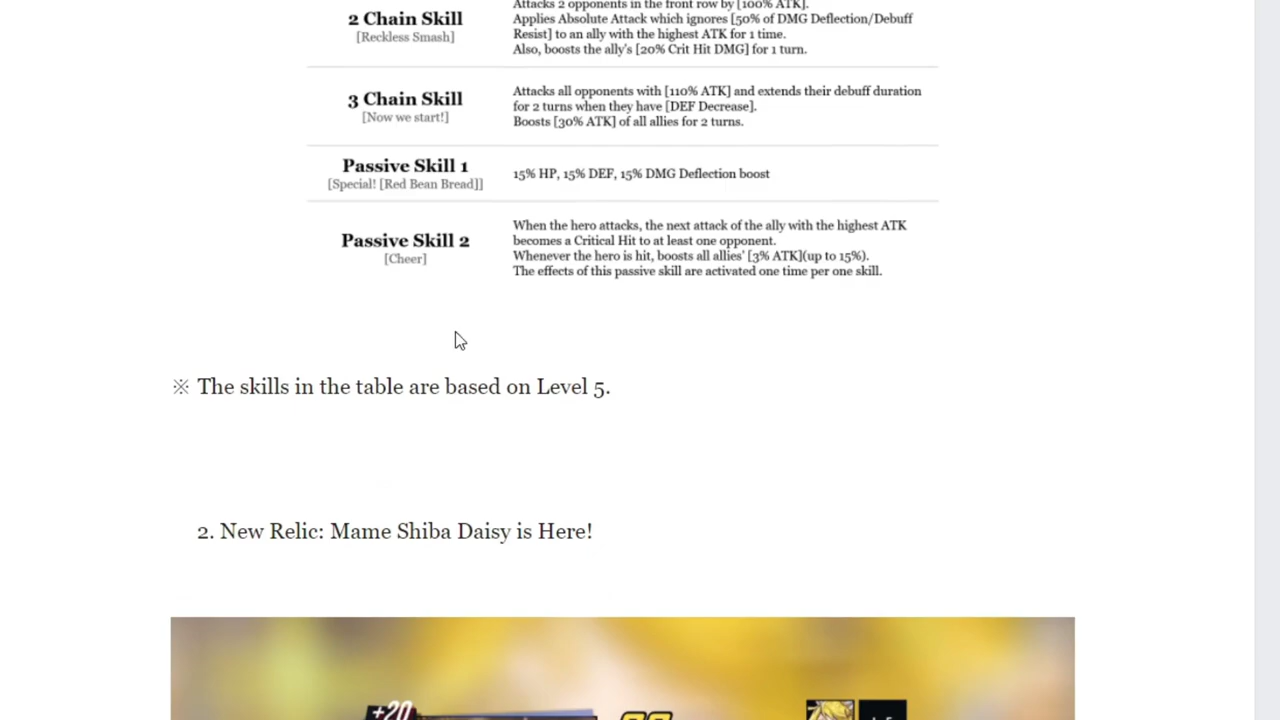 Attacks 2 opponents in the front row by [100% ATK].
2 Chain Skill
[Reckless Smash]
Applies Absolute Attack which ignores [50% of DMG Deflection/Debuff
Resist] to an ally with the highest ATK for 1 time.
Also, boosts the ally's [20% Crit Hit DMG] for 1 turn.
3 Chain Skill
[Now we start!]
Attacks all opponents with [110% ATK] and extends their debuff duration
for 2 turns when they have [DEF Decrease].
Boosts [30% ATK] of all allies for 2 turns.
Passive Skill 1
[Special! [Red Bean Bread]]
15% HP, 15% DEF, 15% DMG Deflection boost
Passive Skill 2
[Cheer]
When the hero attacks, the next attack of the ally with the highest ATK
becomes a Critical Hit to at least one opponent.
Whenever the hero is hit, boosts all allies' [3% ATK](up to 15%).
The effects of this passive skill are activated one time per one skill.
※ The skills in the table are based on Level 5.
2. New Relic: Mame Shiba Daisy is Here!
+20